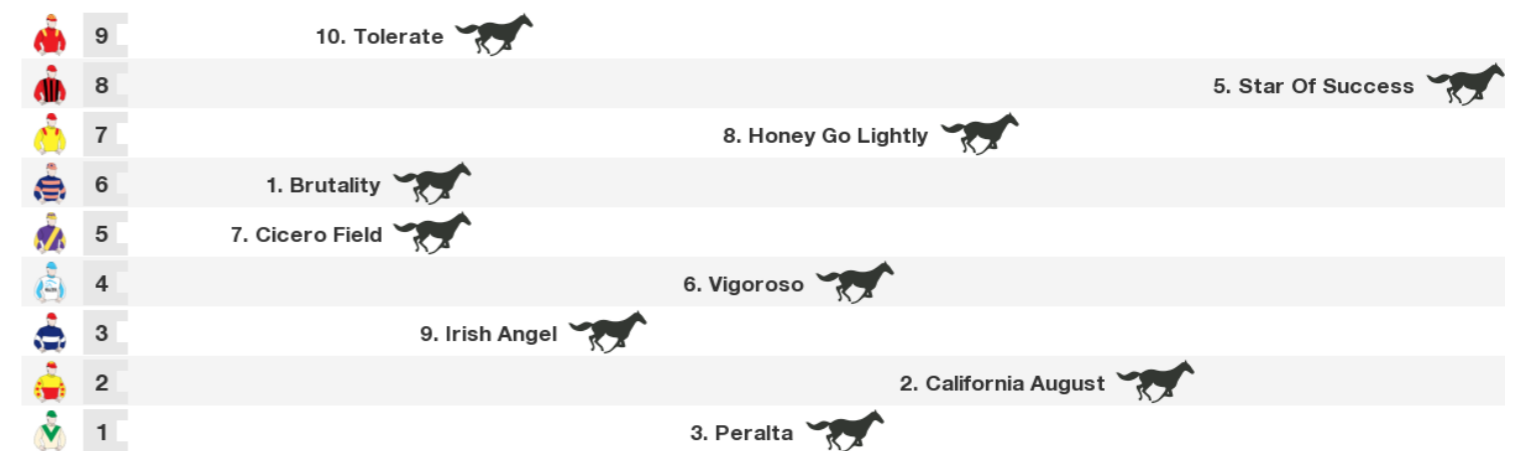 9 10. Tolerate
8 5. Star Of Success
7 8. Honey Go Lightly
6 1. Brutality
5 7. Cicero Field
4 6. Vigoroso
3 9. Irish Angel
2 2. California August
1 3. Peralta